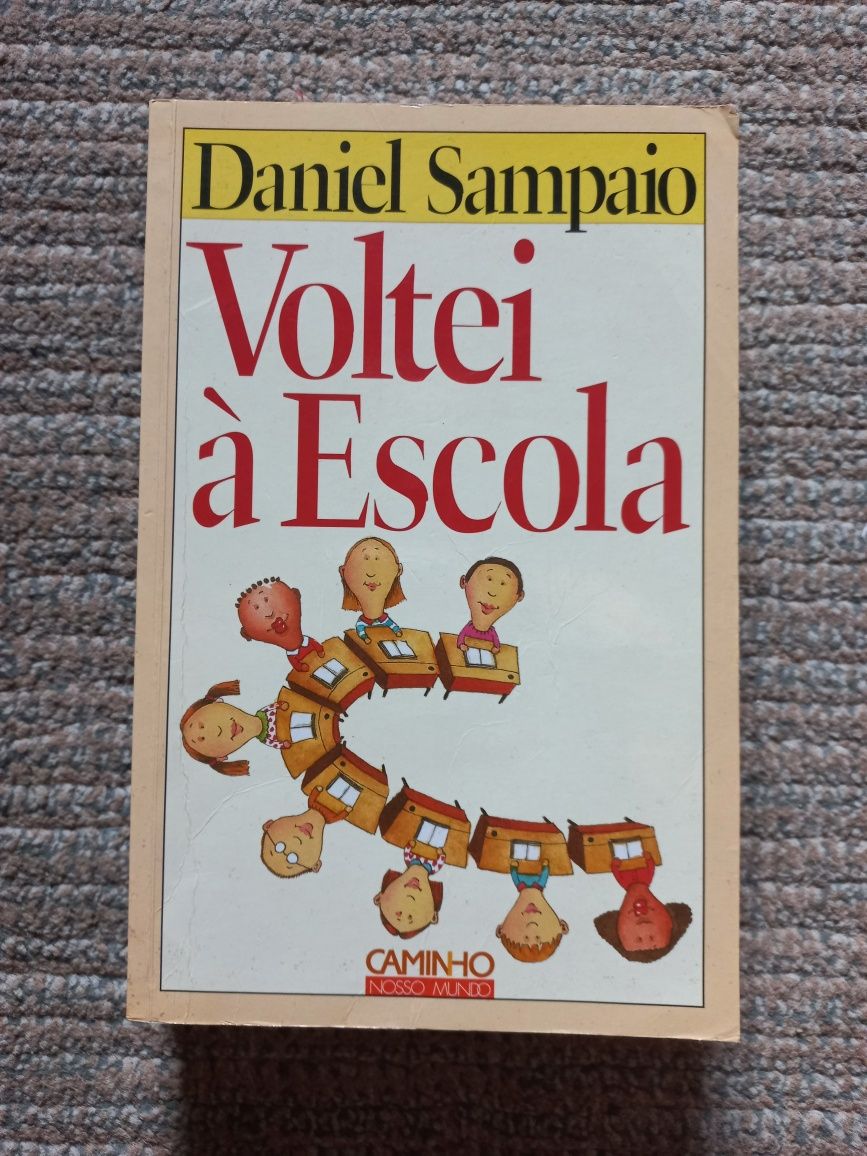 Daniel Sampaio
Voltei
à Escola
CAMINHO
NOSSO MUNDO